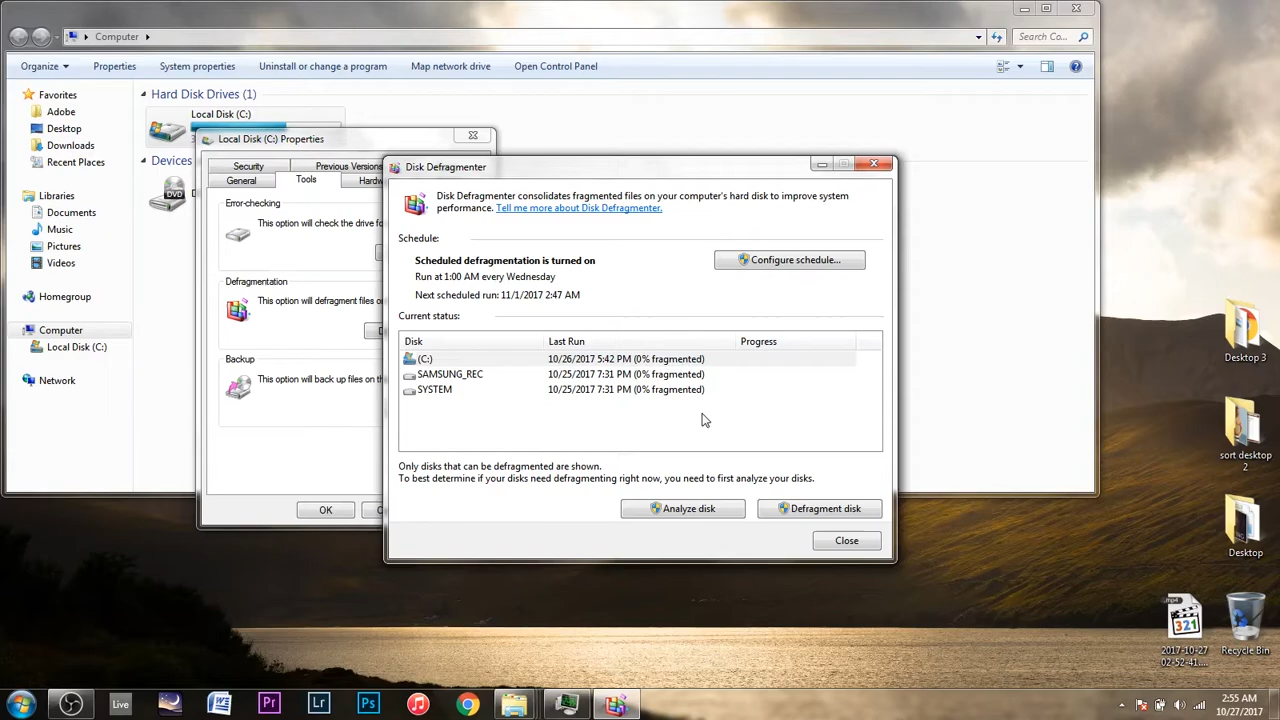 Computer
Search Co...
Organize
Properties
System properties
Uninstall or change a program
Map network drive
Open Control Panel
Favorites
Adobe
Desktop
Downloads
Recent Places
Libraries
Documents
Music
Pictures
Videos
Homegroup
Computer
Local Disk (C:)
Network
Hard Disk Drives (1)
Local Disk (C:)
Devices
DVD
Local Disk (C:) Properties
Security
Previous Versions
General
Tools
Error-checking
This option will check the drive fo
Defragmentation
This option will defragment files o
Backup
This option will back up files on th
OK
Disk Defragmenter
Disk Defragmenter consolidates fragmented files on your computer's hard disk to improve system
performance. Tell me more about Disk Defragmenter.
Schedule:
Scheduled defragmentation is turned on
Configure schedule...
Run at 1:00 AM every Wednesday
Next scheduled run: 11/1/2017 2:47 AM
Current status:
Disk Last Run Progress
(C:) 10/26/2017 5:42 PM (0% fragmented)
SAMSUNG_REC 10/25/2017 7:31 PM (0% fragmented)
SYSTEM 10/25/2017 7:31 PM (0% fragmented)
Only disks that can be defragmented are shown.
To best determine if your disks need defragmenting right now, you need to first analyze your disks.
Analyze disk
Defragment disk
Close
Desktop 3
sort desktop
2
Desktop
.mp4
321
2017-10-27
02-52-41....
Recycle Bin
Live
W
Pr
Lr
Ps
2:55 AM
10/27/2017